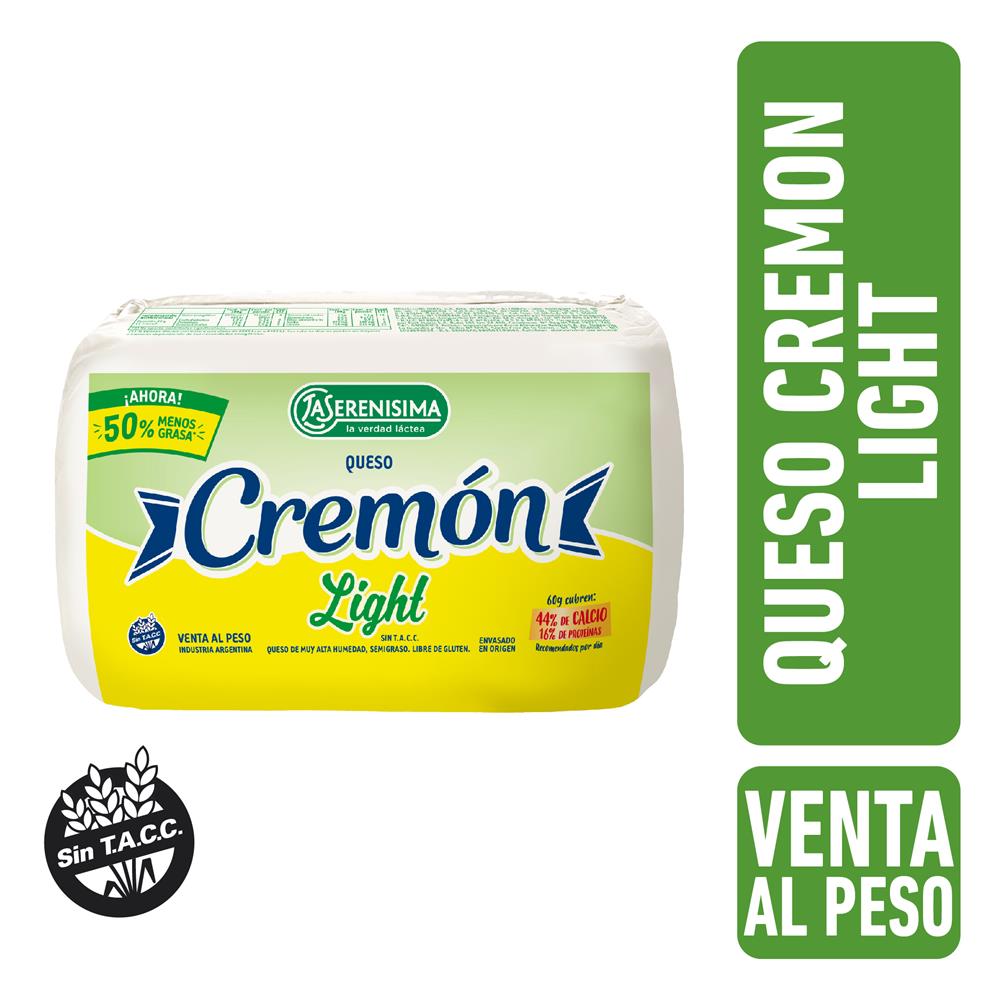 ¡AHORA!
50% MENOS GRASA*
LA SERENISIMA
la verdad láctea
QUESO
Cremón
Light
Sin T.A.C.C.
VENTA AL PESO
INDUSTRIA ARGENTINA
SIN T.A.C.C.
QUESO DE MUY ALTA HUMEDAD, SEMIGRASO. LIBRE DE GLUTEN.
ENVASADO
EN ORIGEN
60g cubren:
44% DE CALCIO
16% DE PROTEÍNAS
Recomendados por día
Sin T.A.C.C.
QUESO CREMON
LIGHT
VENTA
AL PESO